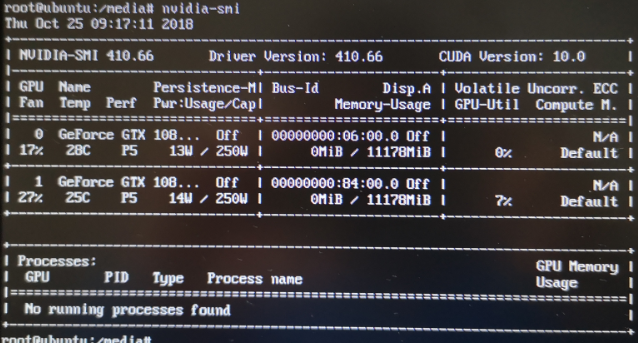 root@ubuntu:/media# nvidia-smi
Thu Oct 25 09:17:11 2018
NVIDIA-SMI 410.66 Driver Version: 410.66 CUDA Version: 10.0
GPU Name Persistence-M| Bus-Id Disp.A | Volatile Uncorr. ECC
Fan Temp Perf Pwr:Usage/Cap| Memory-Usage | GPU-Util Compute M.
0 GeForce GTX 108... Off | 00000000:06:00.0 Off | N/A
17% 28C P5 13W / 250W | 0MiB / 11178MiB | 0% Default
1 GeForce GTX 108... Off | 00000000:84:00.0 Off | N/A
27% 25C P5 14W / 250W | 0MiB / 11178MiB | 7% Default
Processes: GPU Memory
GPU PID Type Process name Usage
No running processes found
root@ubuntu:/media#